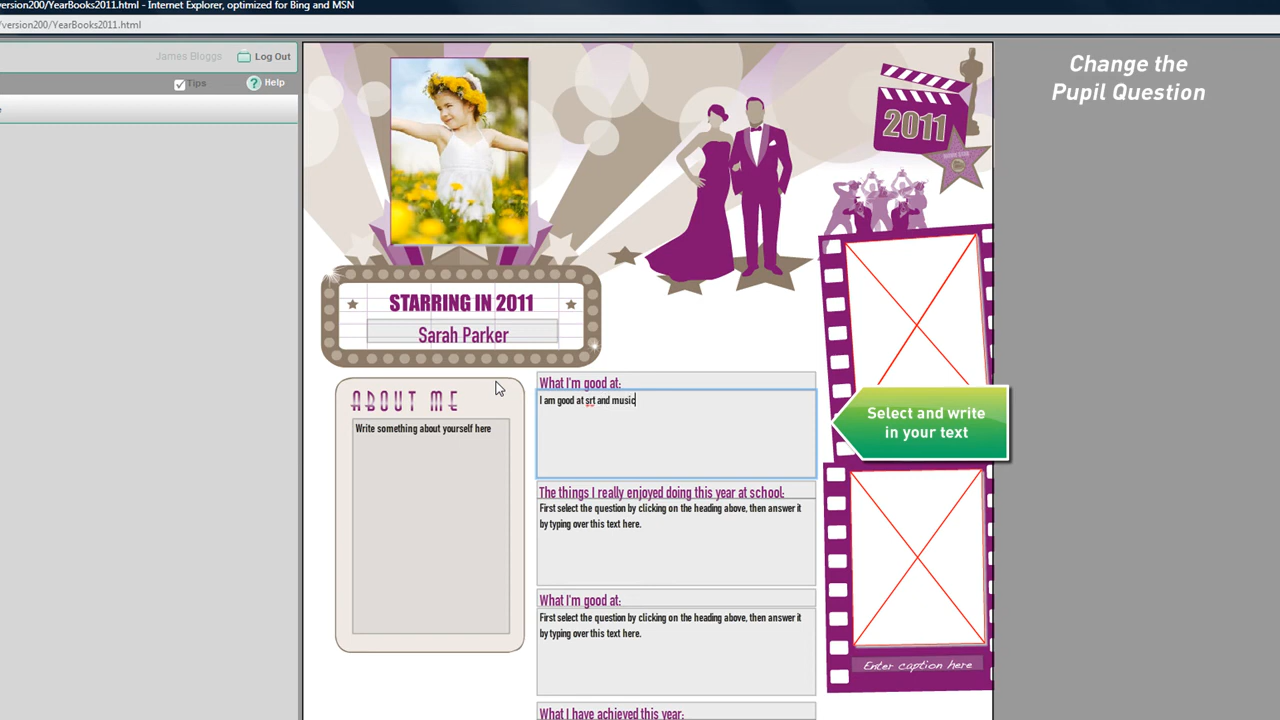 version200/YearBooks2011.html - Internet Explorer, optimized for Bing and MSN
/version200/YearBooks2011.html
James Bloggs
Log Out
Tips
Help
Change the
Pupil Question
2011
STARRING IN 2011
Sarah Parker
ABOUT ME
Write something about yourself here
What I'm good at:
I am good at srt and music
Select and write
in your text
The things I really enjoyed doing this year at school:
First select the question by clicking on the heading above, then answer it
by typing over this text here.
What I'm good at:
First select the question by clicking on the heading above, then answer it
by typing over this text here.
Enter caption here
What I have achieved this year: